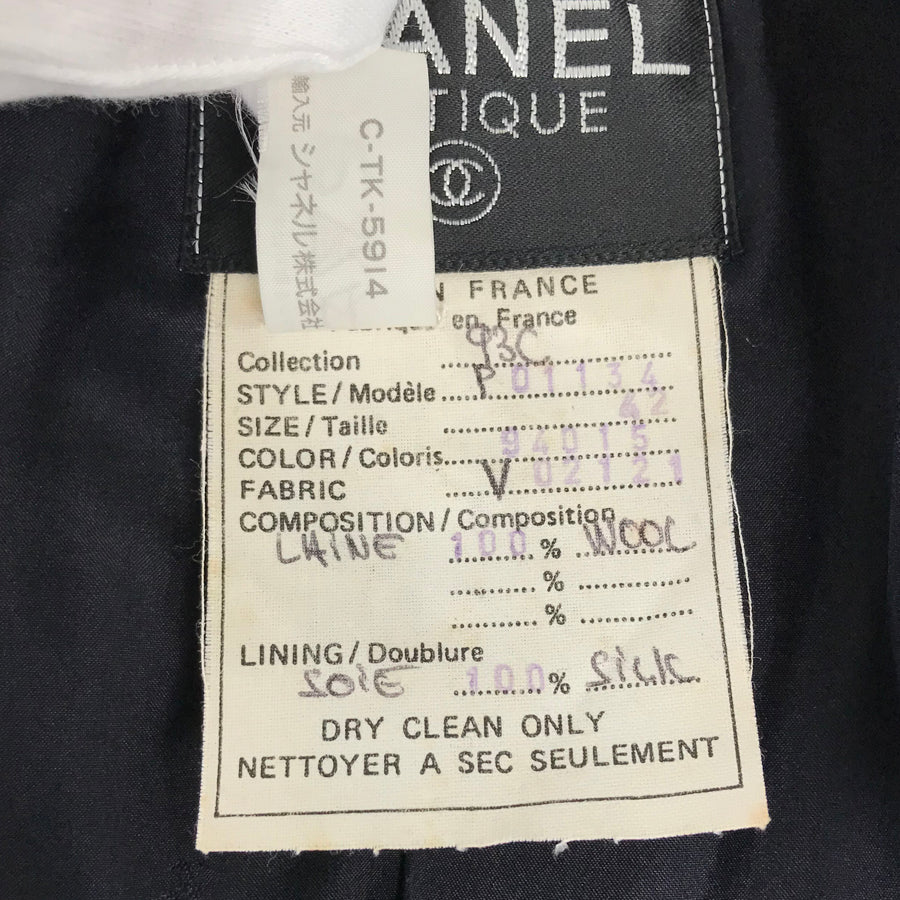 ANEL
TIQUE
C-TK-5914
輸入元 シャネル株式会社
N FRANCE
en France
Collection 93C
STYLE/Modèle P 01134
SIZE/Taille 42
COLOR/Coloris 94015
FABRIC V 02121
COMPOSITION/Composition
LAINE 100 % WOOL
%
%
LINING/Doublure
SOIE 100 % SILK
DRY CLEAN ONLY
NETTOYER A SEC SEULEMENT